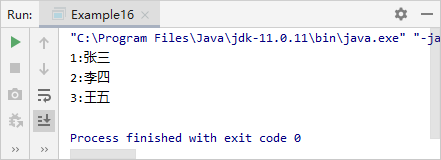 Run: Example16
"C:\Program Files\Java\jdk-11.0.11\bin\java.exe" "-ja
1:张三
2:李四
3:王五
Process finished with exit code 0